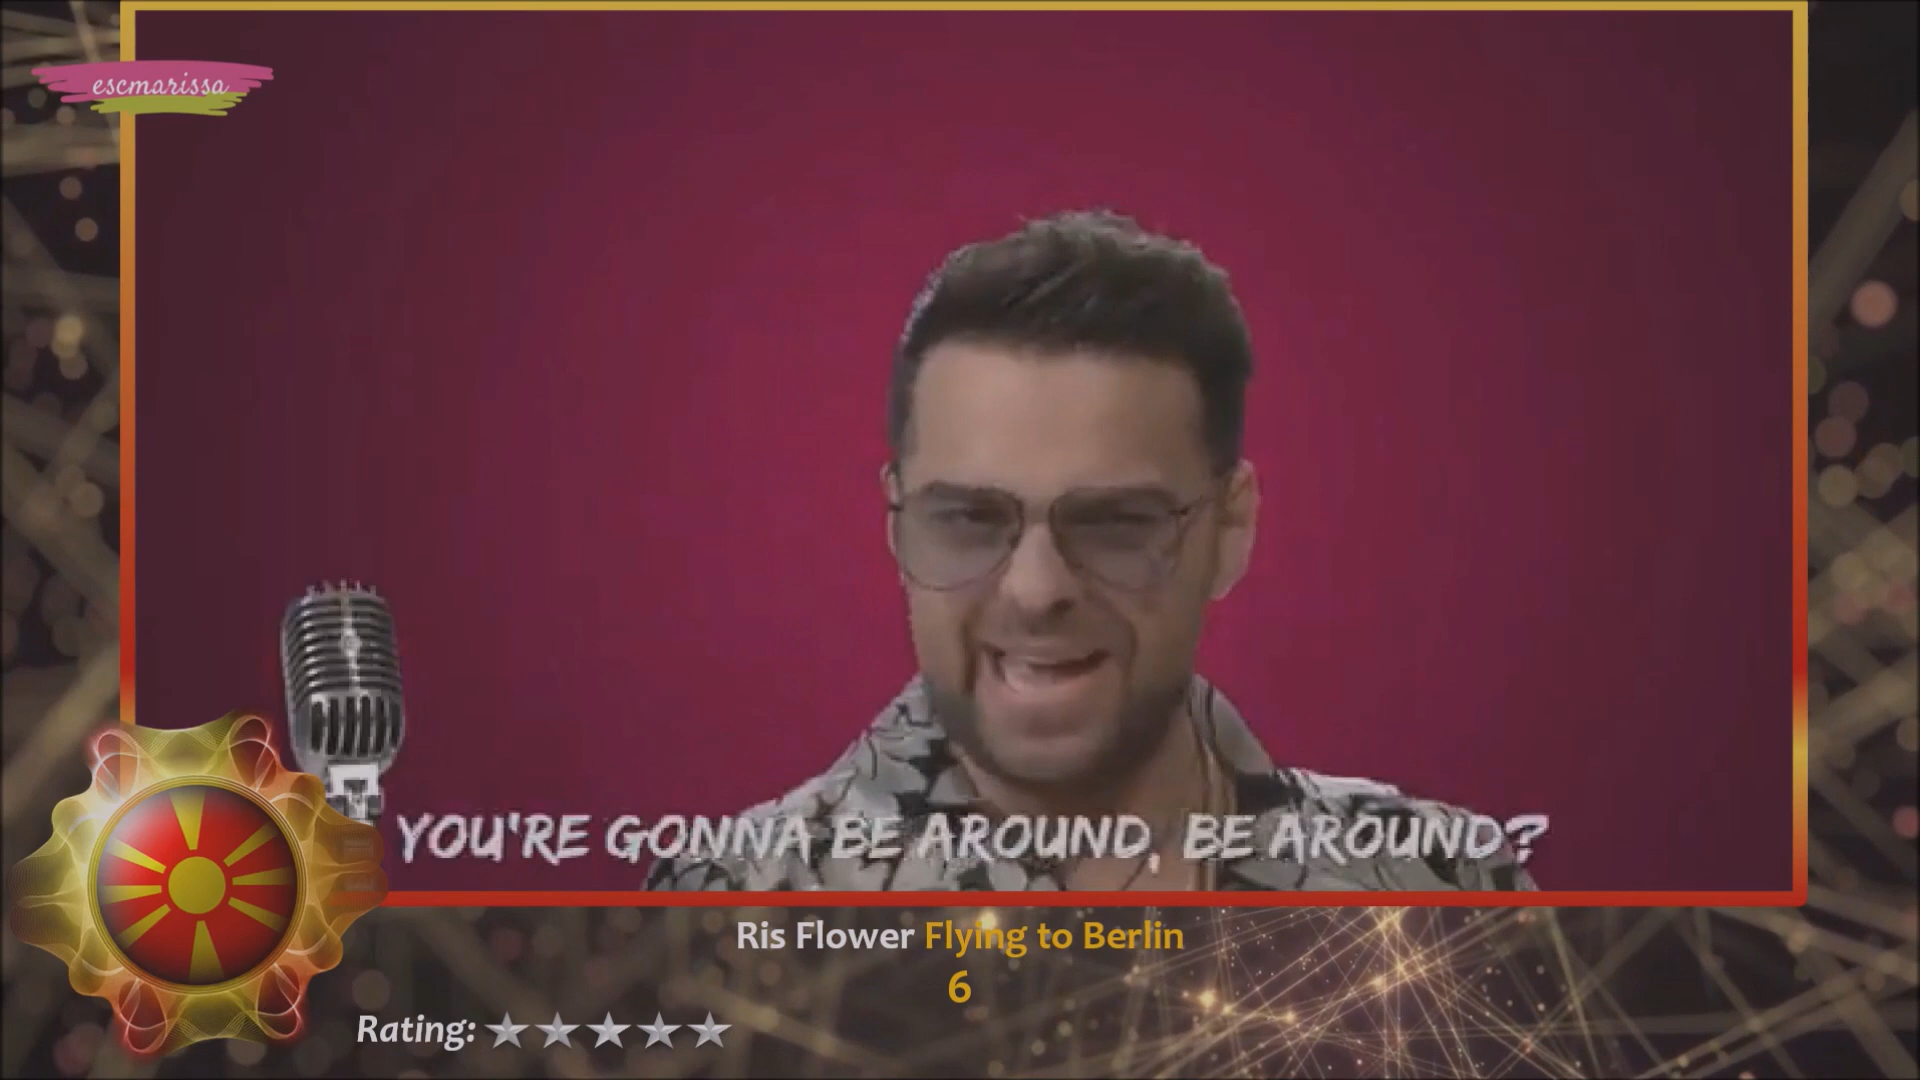 escmarissa
YOU'RE GONNA BE AROUND, BE AROUND?
Ris Flower Flying to Berlin
6
Rating: